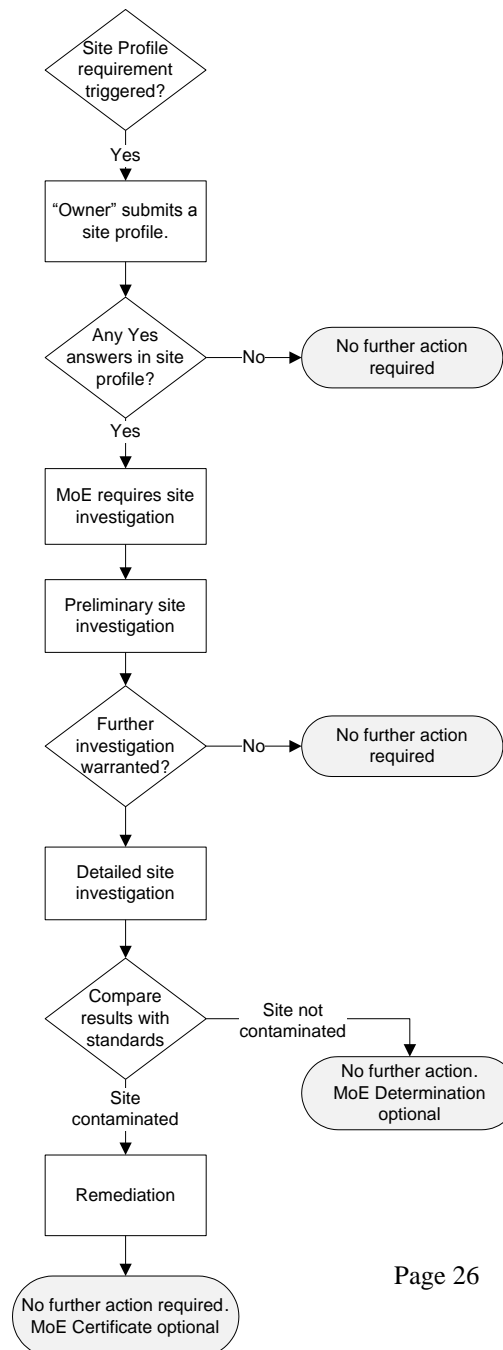 Site Profile
requirement
triggered?
Yes
“Owner” submits a
site profile.
Any Yes
answers in site
profile?
No
No further action
required
Yes
MoE requires site
investigation
Preliminary site
investigation
Further
investigation
warranted?
No
No further action
required
Detailed site
investigation
Compare
results with
standards
Site not
contaminated
No further action.
MoE Determination
optional
Site
contaminated
Remediation
No further action required.
MoE Certificate optional
Page 26